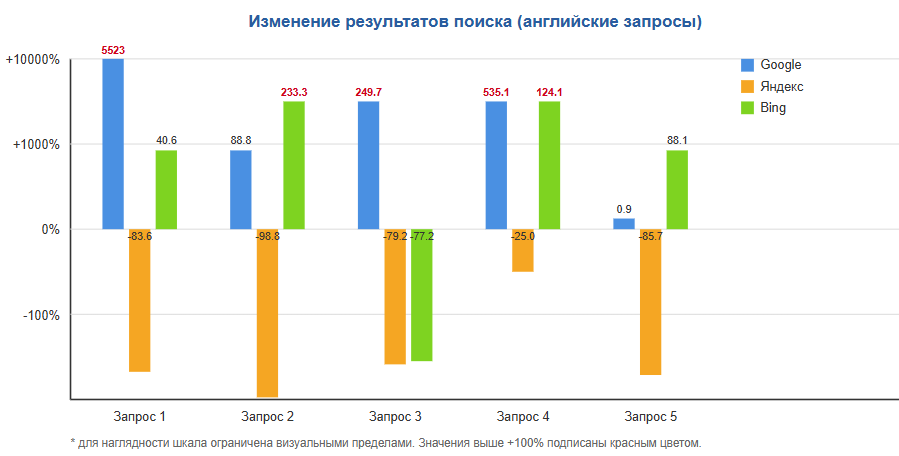 Изменение результатов поиска (английские запросы)
5523
+10000%
Google
Яндекс
Bing
233.3
249.7
535.1
124.1
+1000%
40.6
88.8
88.1
0.9
0%
-83.6
-98.8
-79.2
-77.2
-25.0
-85.7
-100%
Запрос 1
Запрос 2
Запрос 3
Запрос 4
Запрос 5
* для наглядности шкала ограничена визуальными пределами. Значения выше +100% подписаны красным цветом.